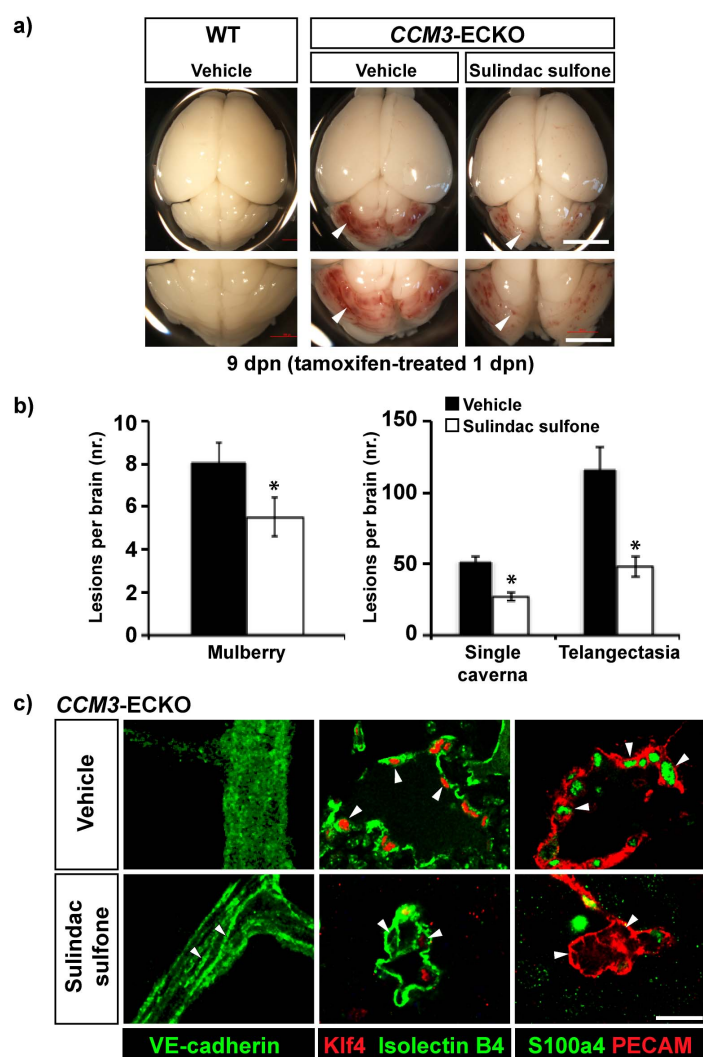 a)
WT
CCM3-ECKO
Vehicle
Vehicle
Sulindac sulfone
9 dpn (tamoxifen-treated 1 dpn)
b)
Lesions per brain (nr.)
10
8
6
4
2
0
*
Mulberry
Vehicle
Sulindac sulfone
Lesions per brain (nr.)
150
100
50
0
*
*
Single
caverna
Telangectasia
c)
CCM3-ECKO
Vehicle
Sulindac
sulfone
VE-cadherin
Klf4 Isolectin B4
S100a4 PECAM